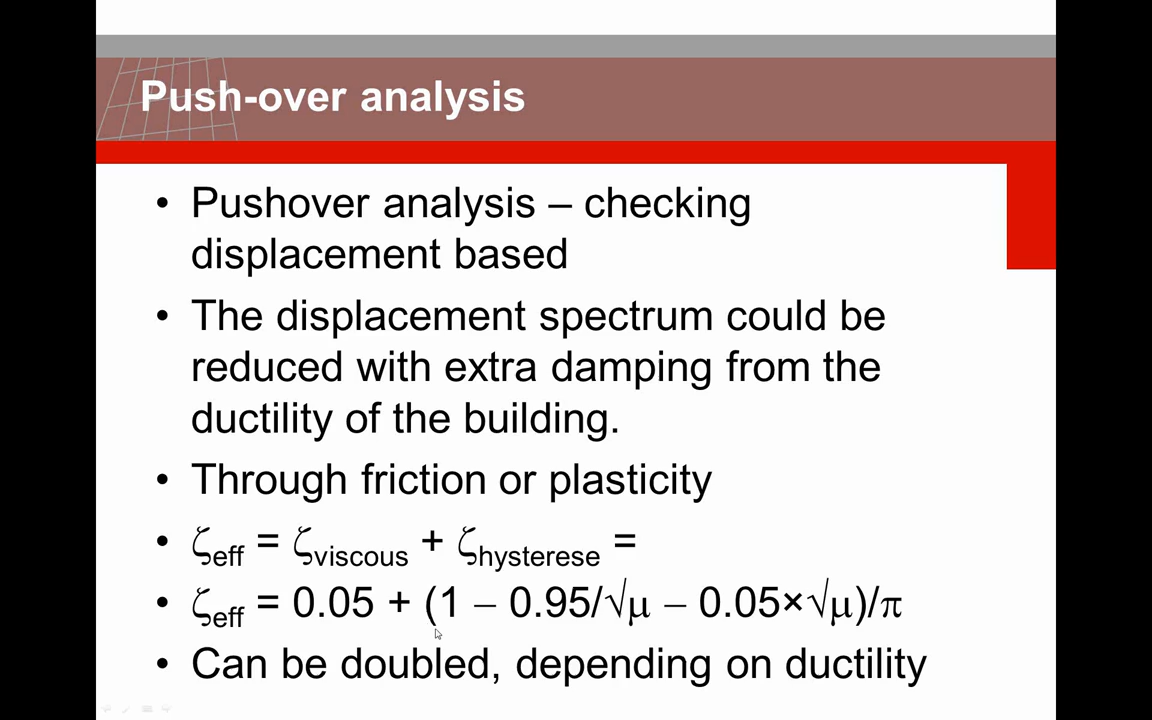 Push-over analysis
• Pushover analysis – checking
displacement based
• The displacement spectrum could be
reduced with extra damping from the
ductility of the building.
• Through friction or plasticity
• ζeff = ζviscous + ζhysterese =
• ζeff = 0.05 + (1 – 0.95/√μ – 0.05×√μ)/π
• Can be doubled, depending on ductility